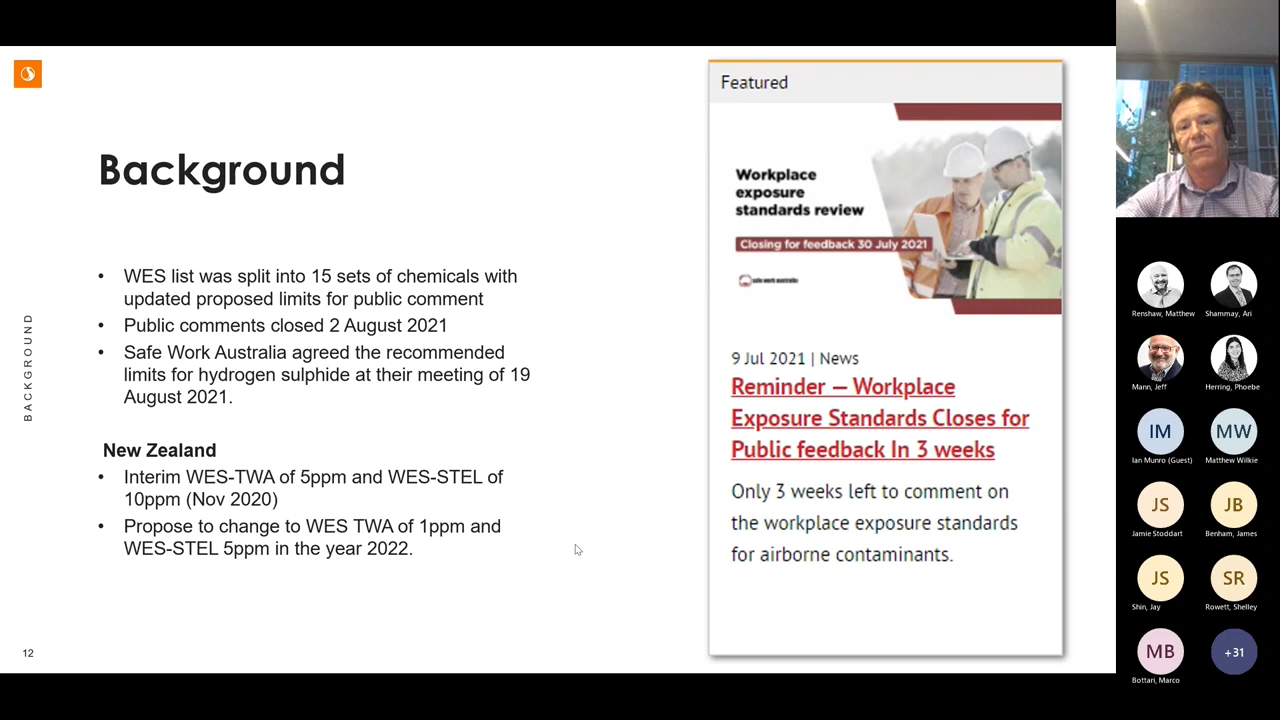 Background
BACKGROUND
• WES list was split into 15 sets of chemicals with
updated proposed limits for public comment
• Public comments closed 2 August 2021
• Safe Work Australia agreed the recommended
limits for hydrogen sulphide at their meeting of 19
August 2021.
New Zealand
• Interim WES-TWA of 5ppm and WES-STEL of
10ppm (Nov 2020)
• Propose to change to WES TWA of 1ppm and
WES-STEL 5ppm in the year 2022.
12
Featured
Workplace
exposure
standards review
Closing for feedback 30 July 2021
safe work australia
9 Jul 2021 | News
Reminder – Workplace
Exposure Standards Closes for
Public feedback In 3 weeks
Only 3 weeks left to comment on
the workplace exposure standards
for airborne contaminants.
Renshaw, Matthew
Shammay, Ari
Mann, Jeff
Herring, Phoebe
IM
MW
Ian Munro (Guest)
Matthew Wilkie
JS
JB
Jamie Stoddart
Benham, James
JS
SR
Shin, Jay
Rowett, Shelley
MB
+31
Bottari, Marco